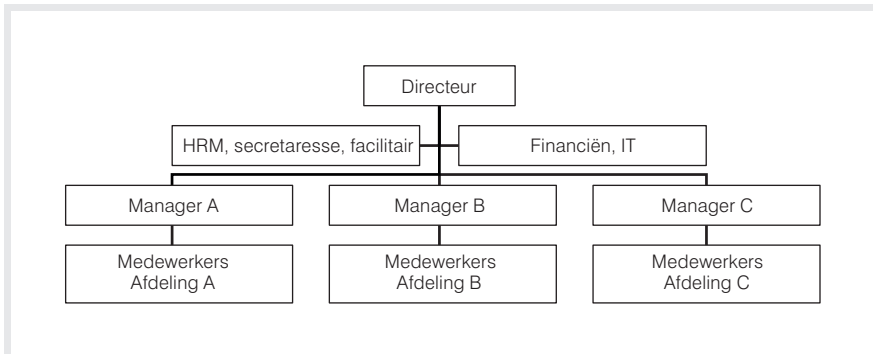 Directeur
HRM, secretaresse, facilitair
Financiën, IT
Manager A
Manager B
Manager C
Medewerkers
Afdeling A
Medewerkers
Afdeling B
Medewerkers
Afdeling C